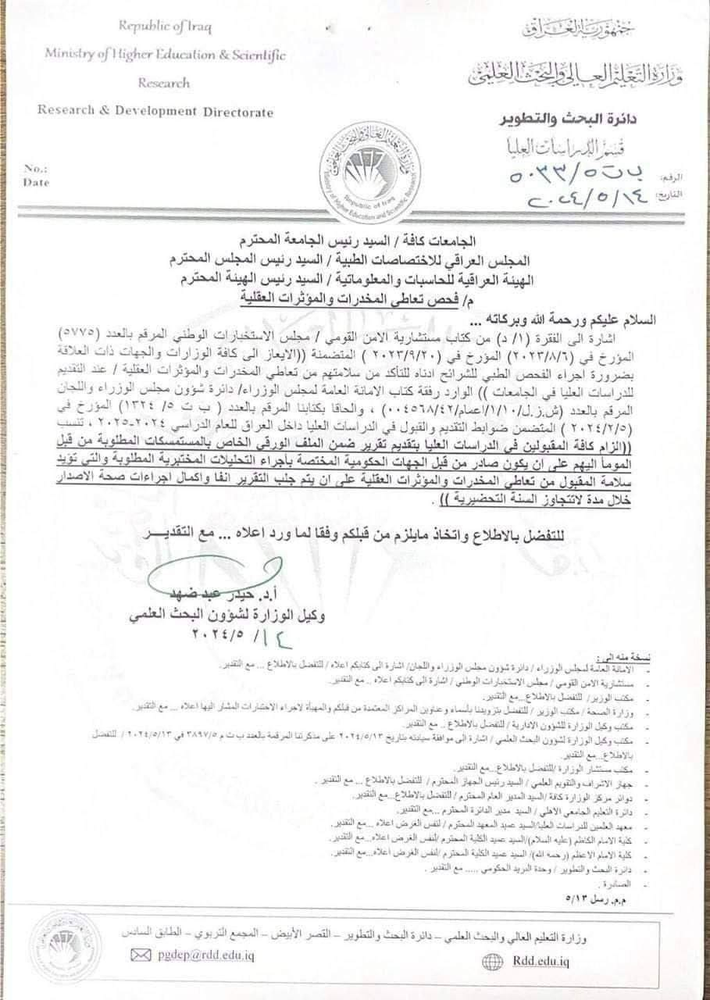 Republic of Iraq
Ministry of Higher Education & Scientific
Research
Research & Development Directorate
No.:
Date
جمهورية العراق
وزارة التعليم العالي والبحث العلمي
دائرة البحث والتطوير
قسم الدراسات العليا
الرقم: ب ت ٥٠٣٣/٥
التاريخ: ٢٠٢٤/٥/١٤
وزارة التعليم العالي والبحث العلمي
Republic of Iraq
Ministry of Higher Education and Scientific Research
الجامعات كافة / السيد رئيس الجامعة المحترم
المجلس العراقي للاختصاصات الطبية / السيد رئيس المجلس المحترم
الهيئة العراقية للحاسبات والمعلوماتية / السيد رئيس الهيئة المحترم
م/ فحص تعاطي المخدرات والمؤثرات العقلية
السلام عليكم ورحمة الله وبركاته ...
اشارة الى الفقرة (١/ د) من كتاب مستشارية الامن القومي / مجلس الاستخبارات الوطني المرقم بالعدد (٥٧٧٥)
المؤرخ في (٢٠٢٣/٨/٦) المؤرخ في (٢٠٢٣/٩/٢٠ ) المتضمنة ((الايعاز الى كافة الوزارات والجهات ذات العلاقة
بضرورة اجراء الفحص الطبي للشرائح ادناه للتأكد من سلامتهم من تعاطي المخدرات والمؤثرات العقلية / عند التقديم
للدراسات العليا في الجامعات )) الوارد رفقة كتاب الامانة العامة لمجلس الوزراء/ دائرة شؤون مجلس الوزراء واللجان
المرقم بالعدد (ش.ز.ل/١/١٠/اعمام/٠٠٤٥٦٨/٤٢) ، والحاقا بكتابنا المرقم بالعدد ( ب ت ٥/ ١٣٢٤) المؤرخ في
(٢٠٢٤/٢/٥ ) المتضمن ضوابط التقديم والقبول في الدراسات العليا داخل العراق للعام الدراسي ٢٠٢٤-٢٠٢٥ ، تنسب
((الزام كافة المقبولين في الدراسات العليا بتقديم تقرير ضمن الملف الورقي الخاص بالمستمسكات المطلوبة من قبل
المومأ اليهم على ان يكون صادر من قبل الجهات الحكومية المختصة بأجراء التحليلات المختبرية المطلوبة والتي تؤيد
سلامة المقبول من تعاطي المخدرات والمؤثرات العقلية على ان يتم جلب التقرير انفا واكمال اجراءات صحة الاصدار
خلال مدة لاتتجاوز السنة التحضيرية )) .
للتفضل بالاطلاع واتخاذ مايلزم من قبلكم وفقا لما ورد اعلاه ... مع التقديـــر
أ.د. حيدر عبد ضهد
وكيل الوزارة لشؤون البحث العلمي
١٤/ ٢٠٢٤/٥
نسخة منه الى :
- الامانة العامة لمجلس الوزراء / دائرة شؤون مجلس الوزراء واللجان/ اشارة الى كتابكم اعلاه / للتفضل بالاطلاع ... مع التقدير.
- مستشارية الامن القومي / مجلس الاستخبارات الوطني / اشارة الى كتابكم اعلاه .. مع التقدير.
- مكتب الوزير/ للتفضل بالاطلاع...مع التقدير.
- وزارة الصحة / مكتب الوزير / للتفضل بتزويدنا بأسماء وعناوين المراكز المعتمدة من قبلكم والمهيأة لاجراء الاختبارات المشار اليها اعلاه ... مع التقدير.
- مكتب وكيل الوزارة للشؤون الادارية / للتفضل بالاطلاع .. مع التقدير.
- مكتب وكيل الوزارة لشؤون البحث العلمي / اشارة الى موافقة سيادته بتاريخ ٢٠٢٤/٥/١٣ على مذكرتنا المرقمة بالعدد ب ت م ٣٨٩٧/٥ في ٢٠٢٤/٥/١٣ / للتفضل
بالاطلاع...مع التقدير.
- مكتب مستشار الوزارة /للتفضل بالاطلاع...مع التقدير.
- جهاز الاشراف والتقويم العلمي / السيد رئيس الجهاز المحترم / للتفضل بالاطلاع ... مع التقدير .
- دوائر مركز الوزارة كافة /السيد المدير العام المحترم / للتفضل بالاطلاع...مع التقدير.
- دائرة التعليم الجامعي الاهلي / السيد مدير الدائرة المحترم ...مع التقدير.
- معهد العلمين للدراسات العليا/السيد عميد المعهد المحترم / لنفس الغرض اعلاه ...مع التقدير.
- كلية الامام الكاظم (عليه السلام)/السيد عميد الكلية المحترم /لنفس الغرض اعلاه...مع التقدير.
- كلية الامام الاعظم (رحمه الله)/ السيد عميد الكلية المحترم /لنفس الغرض اعلاه...مع التقدير.
- دائرة البحث والتطوير / وحدة البريد الحكومي ..... مع التقدير .
- الصادرة .
م.م. رسل ٥/١٣
وزارة التعليم العالي والبحث العلمي – دائرة البحث والتطوير – القصر الأبيض – المجمع التربوي – الطابق السادس
Rdd.edu.iq
pgdep@rdd.edu.iq